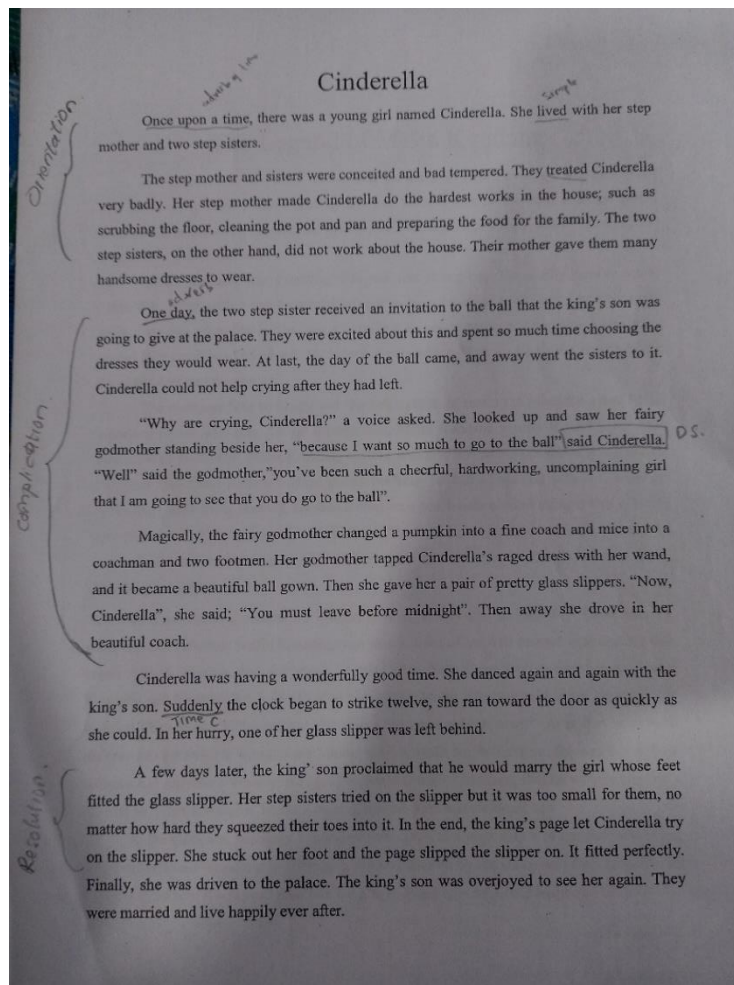 Cinderella
simple
Orientation
Once upon a time, there was a young girl named Cinderella. She lived with her step
mother and two step sisters.
The step mother and sisters were conceited and bad tempered. They treated Cinderella
very badly. Her step mother made Cinderella do the hardest works in the house; such as
scrubbing the floor, cleaning the pot and pan and preparing the food for the family. The two
step sisters, on the other hand, did not work about the house. Their mother gave them many
handsome dresses to wear.
adverb
Complication
One day, the two step sister received an invitation to the ball that the king's son was
going to give at the palace. They were excited about this and spent so much time choosing the
dresses they would wear. At last, the day of the ball came, and away went the sisters to it.
Cinderella could not help crying after they had left.
"Why are crying, Cinderella?" a voice asked. She looked up and saw her fairy
godmother standing beside her, "because I want so much to go to the ball" said Cinderella. DS.
"Well" said the godmother,"you've been such a cheerful, hardworking, uncomplaining girl
that I am going to see that you do go to the ball".
Magically, the fairy godmother changed a pumpkin into a fine coach and mice into a
coachman and two footmen. Her godmother tapped Cinderella's raged dress with her wand,
and it became a beautiful ball gown. Then she gave her a pair of pretty glass slippers. "Now,
Cinderella", she said; "You must leave before midnight". Then away she drove in her
beautiful coach.
Cinderella was having a wonderfully good time. She danced again and again with the
king's son. Suddenly the clock began to strike twelve, she ran toward the door as quickly as
Time C
she could. In her hurry, one of her glass slipper was left behind.
Resolution.
A few days later, the king' son proclaimed that he would marry the girl whose feet
fitted the glass slipper. Her step sisters tried on the slipper but it was too small for them, no
matter how hard they squeezed their toes into it. In the end, the king's page let Cinderella try
on the slipper. She stuck out her foot and the page slipped the slipper on. It fitted perfectly.
Finally, she was driven to the palace. The king's son was overjoyed to see her again. They
were married and live happily ever after.